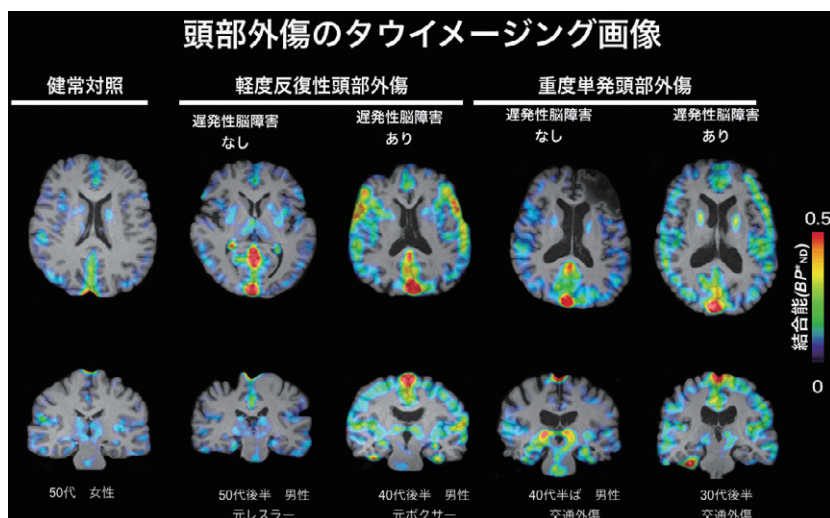 頭部外傷のタウイメージング画像
健常対照
軽度反復性頭部外傷
重度単発頭部外傷
遅発性脳障害
なし
遅発性脳障害
あり
遅発性脳障害
なし
遅発性脳障害
あり
0.5
結合能(BP*ND)
0
50代 女性
50代後半 男性
元レスラー
40代後半 男性
元ボクサー
40代半ば 男性
交通外傷
30代後半
交通外傷